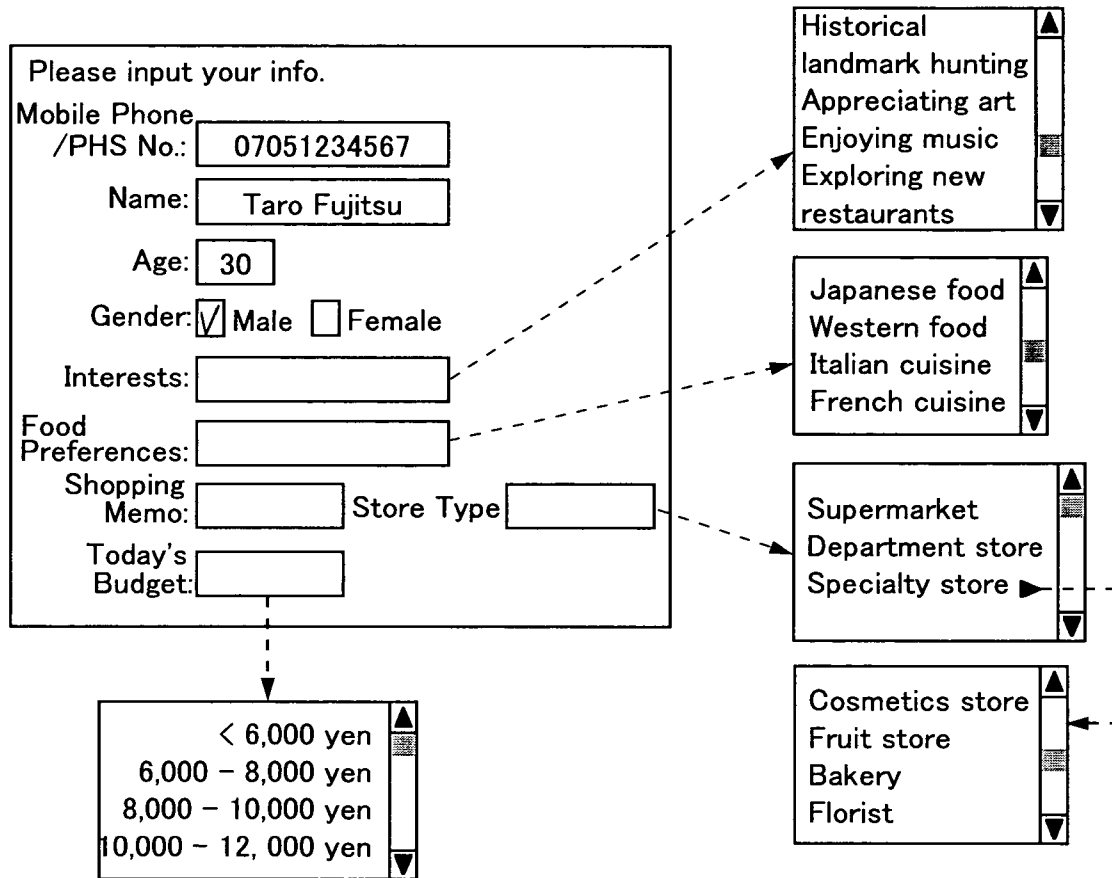 Please input your info.
Mobile Phone
/PHS No.: 07051234567
Name: Taro Fujitsu
Age: 30
Gender: Male Female
Interests:
Food
Preferences:
Shopping
Memo: Store Type
Today's
Budget:
< 6,000 yen
6,000 – 8,000 yen
8,000 – 10,000 yen
10,000 – 12, 000 yen
Historical
landmark hunting
Appreciating art
Enjoying music
Exploring new
restaurants
Japanese food
Western food
Italian cuisine
French cuisine
Supermarket
Department store
Specialty store
Cosmetics store
Fruit store
Bakery
Florist